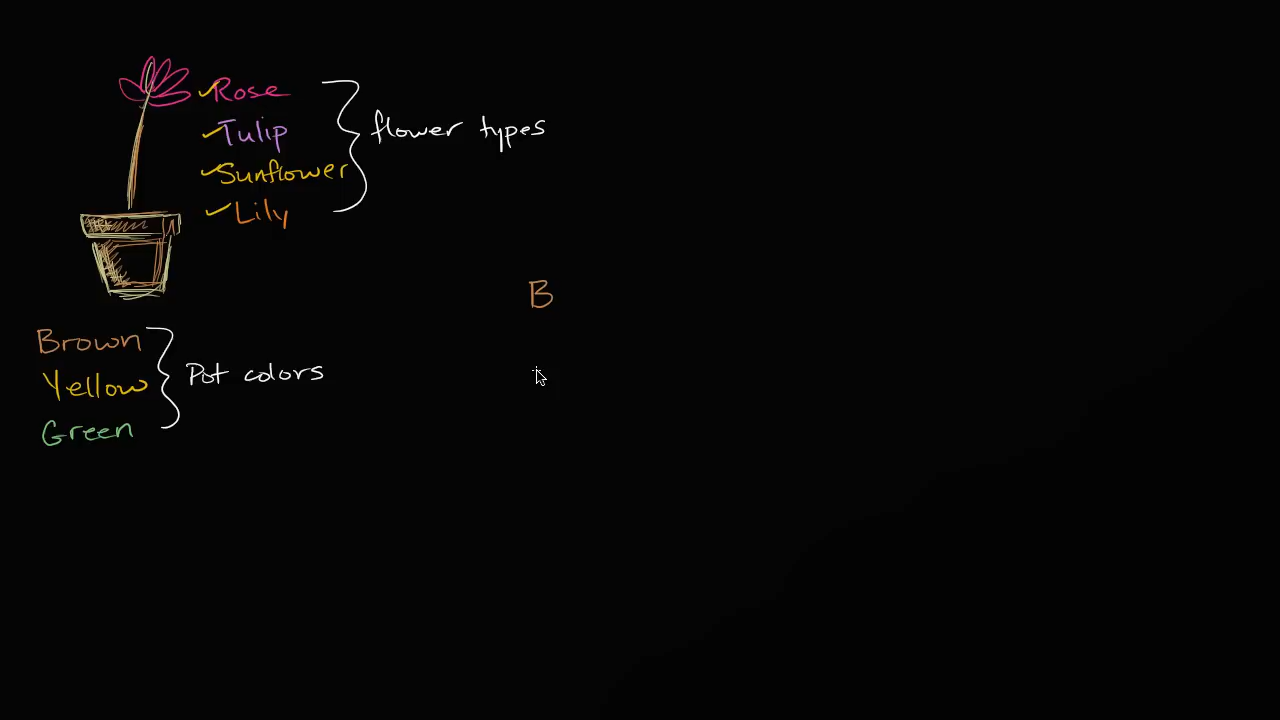 Rose
Tulip
Sunflower
Lily
flower types
B
Brown
Yellow
Green
Pot colors